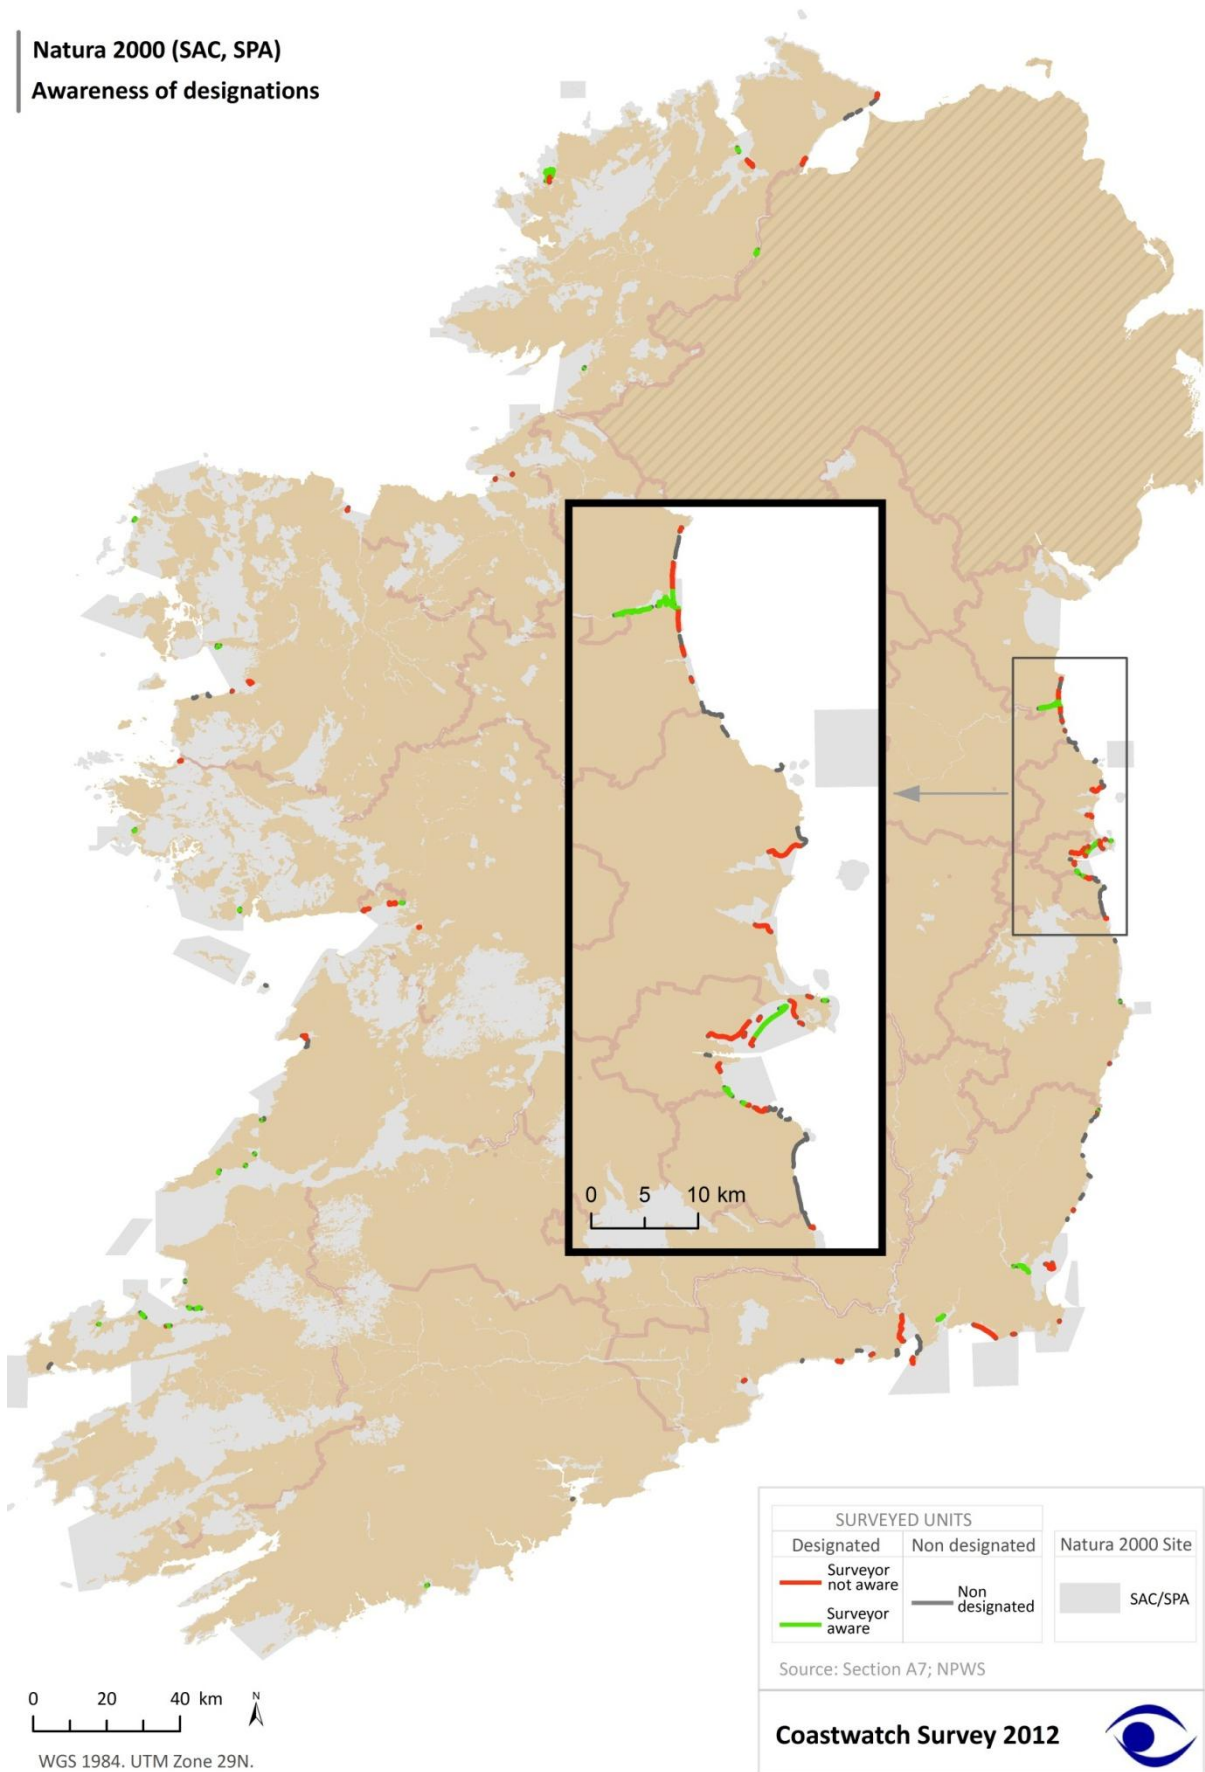 Natura 2000 (SAC, SPA)
Awareness of designations
0 5 10 km
SURVEYED UNITS
Designated
Non designated
Natura 2000 Site
Surveyor
not aware
Surveyor
aware
Non
designated
SAC/SPA
Source: Section A7; NPWS
0 20 40 km
N
WGS 1984. UTM Zone 29N.
Coastwatch Survey 2012